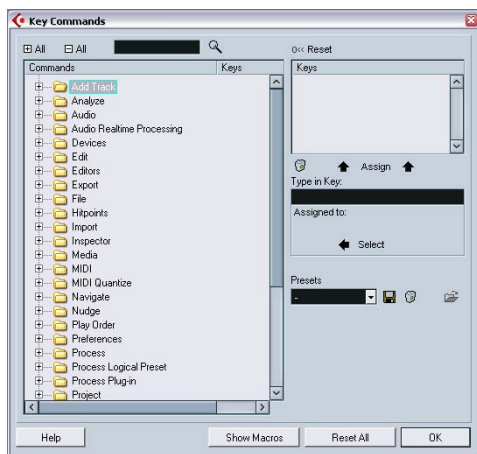 Key Commands
All
All
Reset
Commands
Keys
Keys
Add Track
Analyze
Audio
Audio Realtime Processing
Devices
Edit
Editors
Export
File
Hitpoints
Import
Inspector
Media
MIDI
MIDI Quantize
Navigate
Nudge
Play Order
Preferences
Process
Process Logical Preset
Process Plug-in
Project
Assign
Type in Key:
Assigned to:
Select
Presets
-
Help
Show Macros
Reset All
OK